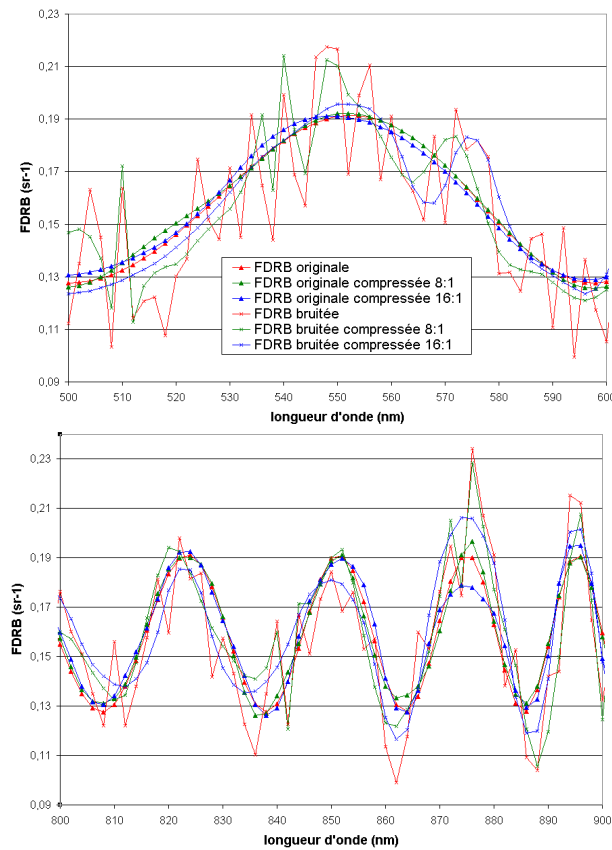 0,23
0,21
0,19
0,17
0,15
0,13
0,11
0,09
FDRB (sr-1)
FDRB originale
FDRB originale compressée 8:1
FDRB originale compressée 16:1
FDRB bruitée
FDRB bruitée compressée 8:1
FDRB bruitée compressée 16:1
500 510 520 530 540 550 560 570 580 590 600
longueur d'onde (nm)
0,23
0,21
0,19
0,17
0,15
0,13
0,11
0,09
FDRB (sr-1)
800 810 820 830 840 850 860 870 880 890 900
longueur d'onde (nm)